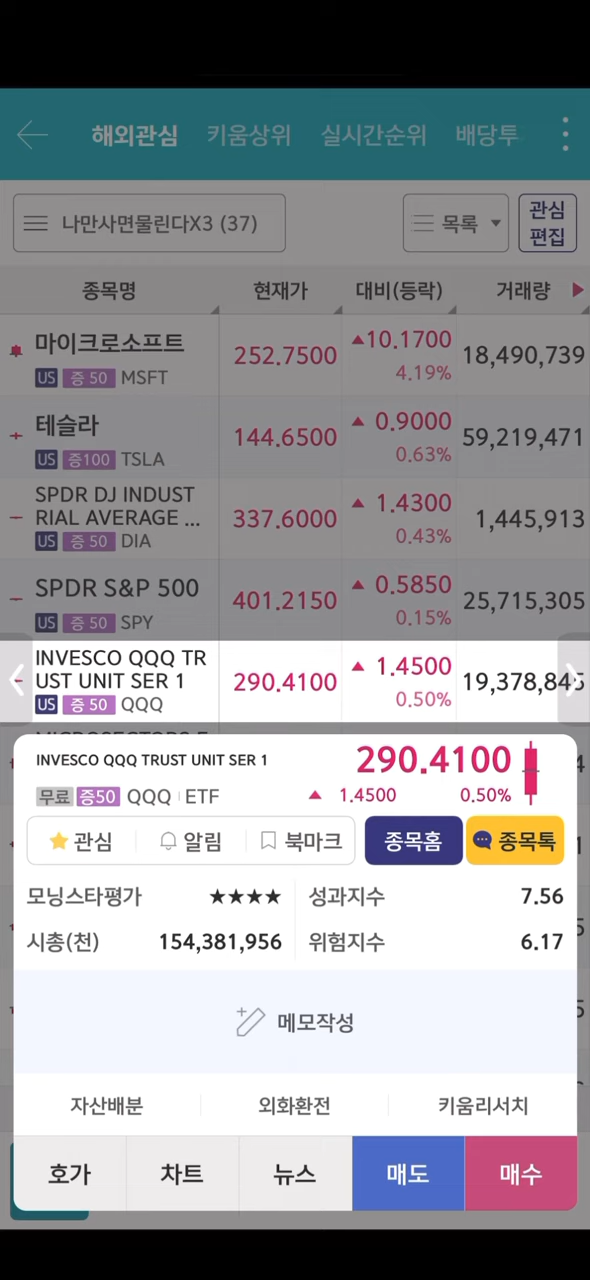 해외관심 키움상위 실시간순위 배당투
나만사면물린다X3 (37) 목록 관심
편집
종목명 현재가 대비(등락) 거래량
마이크로소프트 252.7500 ▲10.1700 18,490,739
US 증 50 MSFT 4.19%
테슬라 144.6500 ▲ 0.9000 59,219,471
US 증100 TSLA 0.63%
SPDR DJ INDUST
RIAL AVERAGE ... 337.6000 ▲ 1.4300 1,445,913
US 증 50 DIA 0.43%
SPDR S&P 500 401.2150 ▲ 0.5850 25,715,305
US 증 50 SPY 0.15%
INVESCO QQQ TR
UST UNIT SER 1 290.4100 ▲ 1.4500 19,378,845
US 증 50 QQQ 0.50%
INVESCO QQQ TRUST UNIT SER 1 290.4100
무료 증50 QQQ ETF ▲ 1.4500 0.50%
관심 알림 북마크 종목홈 종목톡
모닝스타평가 ★★★★ 성과지수 7.56
시총(천) 154,381,956 위험지수 6.17
메모작성
자산배분 외화환전 키움리서치
호가 차트 뉴스 매도 매수